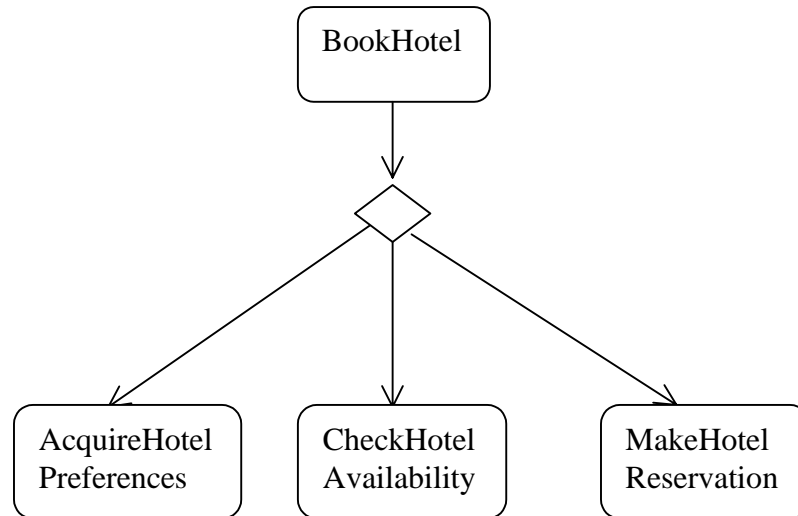 BookHotel
AcquireHotel
Preferences
CheckHotel
Availability
MakeHotel
Reservation